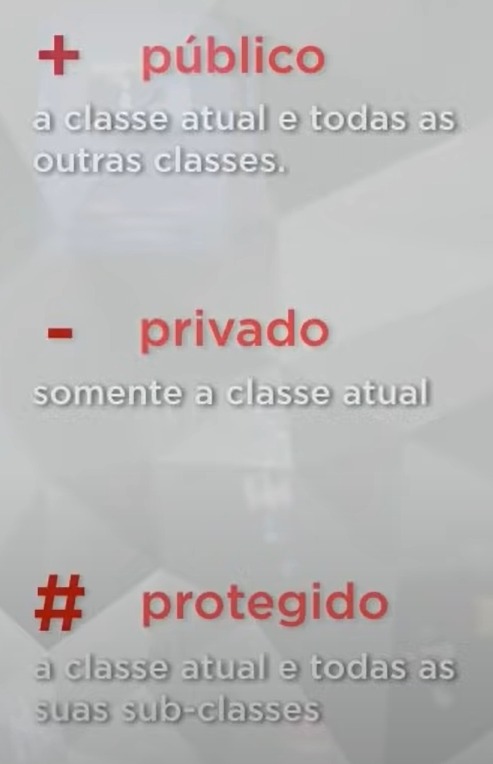 + público
a classe atual e todas as
outras classes.
- privado
somente a classe atual
# protegido
a classe atual e todas as
suas sub-classes